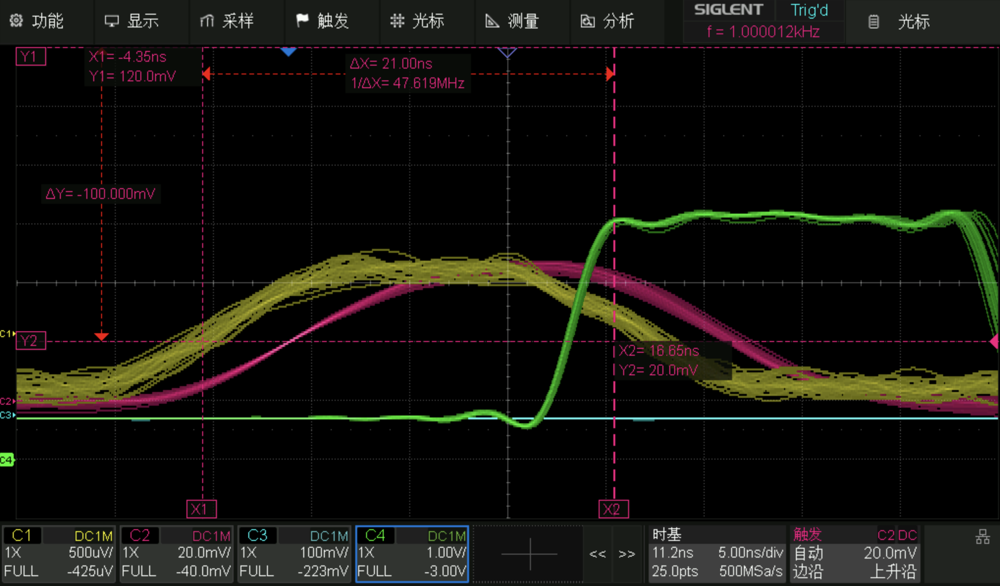 功能
显示
采样
触发
光标
测量
分析
SIGLENT
Trig'd
f = 1.000012kHz
光标
Y1
X1= -4.35ns
Y1= 120.0mV
ΔX= 21.00ns
1/ΔX= 47.619MHz
ΔY= -100.000mV
C1
Y2
X2= 16.65ns
Y2= 20.0mV
C2
C3
C4
X1
X2
C1 DC1M
1X 500uV/
FULL -425uV
C2 DC1M
1X 20.0mV/
FULL -40.0mV
C3 DC1M
1X 100mV/
FULL -223mV
C4 DC1M
1X 1.00V/
FULL -3.00V
<< >>
时基
11.2ns 5.00ns/div
25.0pts 500MSa/s
触发 C2 DC
自动 20.0mV
边沿 上升沿